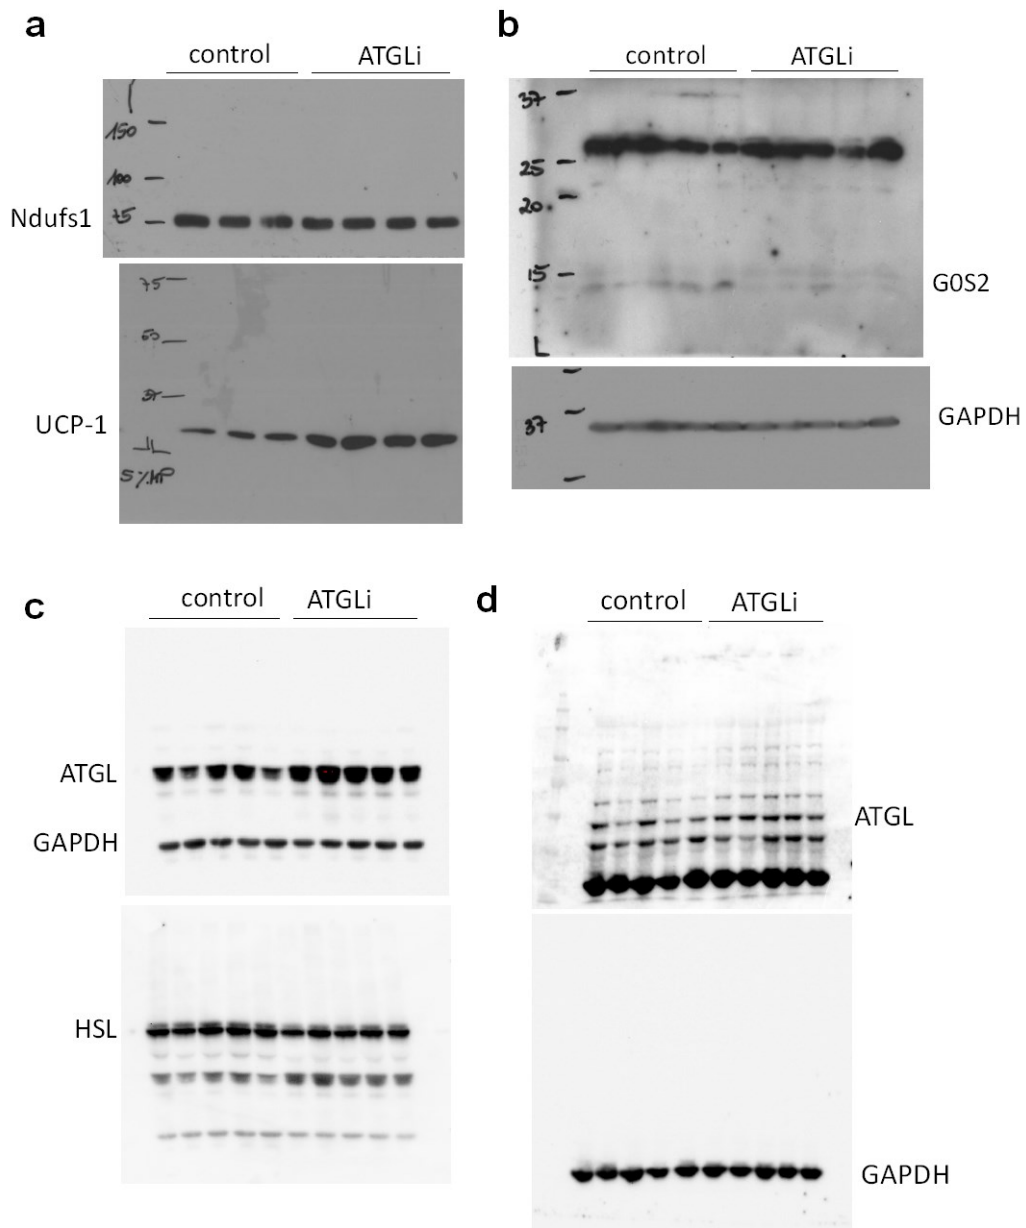 a
control ATGLi
150
100
75
Ndufs1
75
50
37
UCP-1
b
control ATGLi
37
25
20
15
G0S2
L
37
GAPDH
c
control ATGLi
ATGL
GAPDH
HSL
d
control ATGLi
ATGL
GAPDH